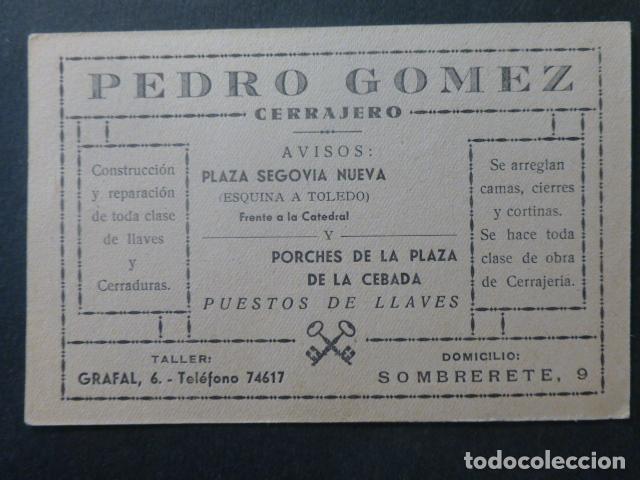 PEDRO GOMEZ
CERRAJERO
AVISOS:
PLAZA SEGOVIA NUEVA
(ESQUINA A TOLEDO)
Frente a la Catedral
Y
PORCHES DE LA PLAZA
DE LA CEBADA
PUESTOS DE LLAVES
Construcción
y reparación
de toda clase
de llaves
y
Cerraduras.
Se arreglan
camas, cierres
y cortinas.
Se hace toda
clase de obra
de Cerrajería.
TALLER:
GRAFAL, 6. - Teléfono 74617
DOMICILIO:
SOMBRERETE, 9
todocoleccion.net